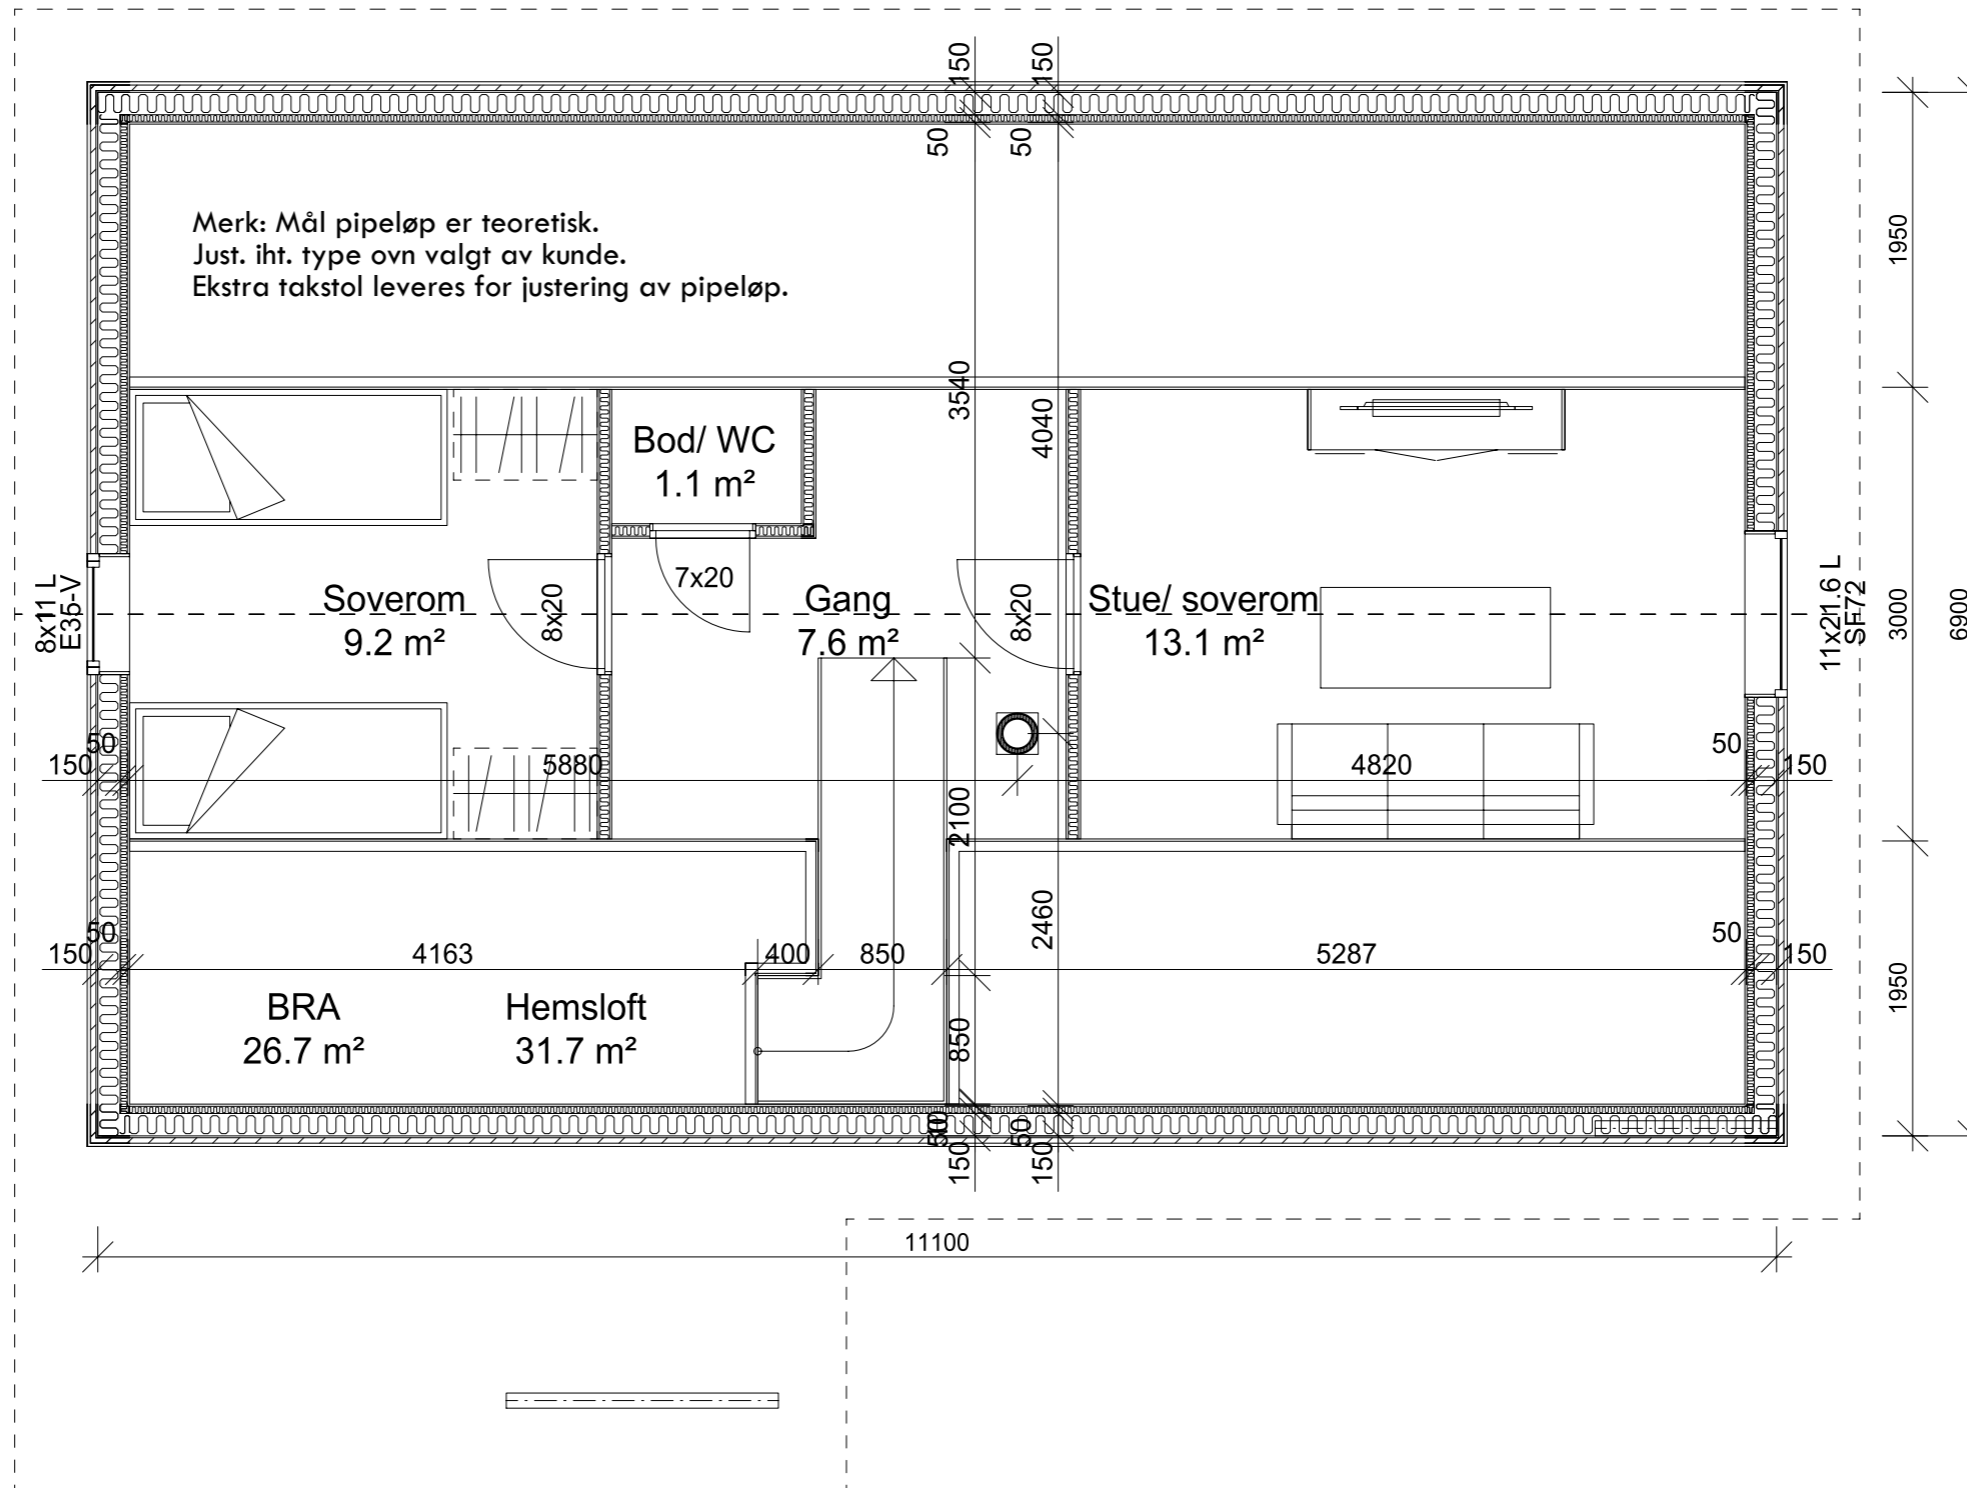 150
150
50
50
Merk: Mål pipeløp er teoretisk.
Just. iht. type ovn valgt av kunde.
Ekstra takstol leveres for justering av pipeløp.
1950
3540
4040
Bod/ WC
1.1 m²
7x20
8x11 L
E35-V
Soverom
9.2 m²
8x20
Gang
7.6 m²
8x20
Stue/ soverom
13.1 m²
11x21.6 L
SF72
3000
6900
50
150
5880
4820
50
150
2100
2460
50
150
4163
400
850
5287
50
150
1950
BRA
26.7 m²
Hemsloft
31.7 m²
850
50
50
150
150
11100